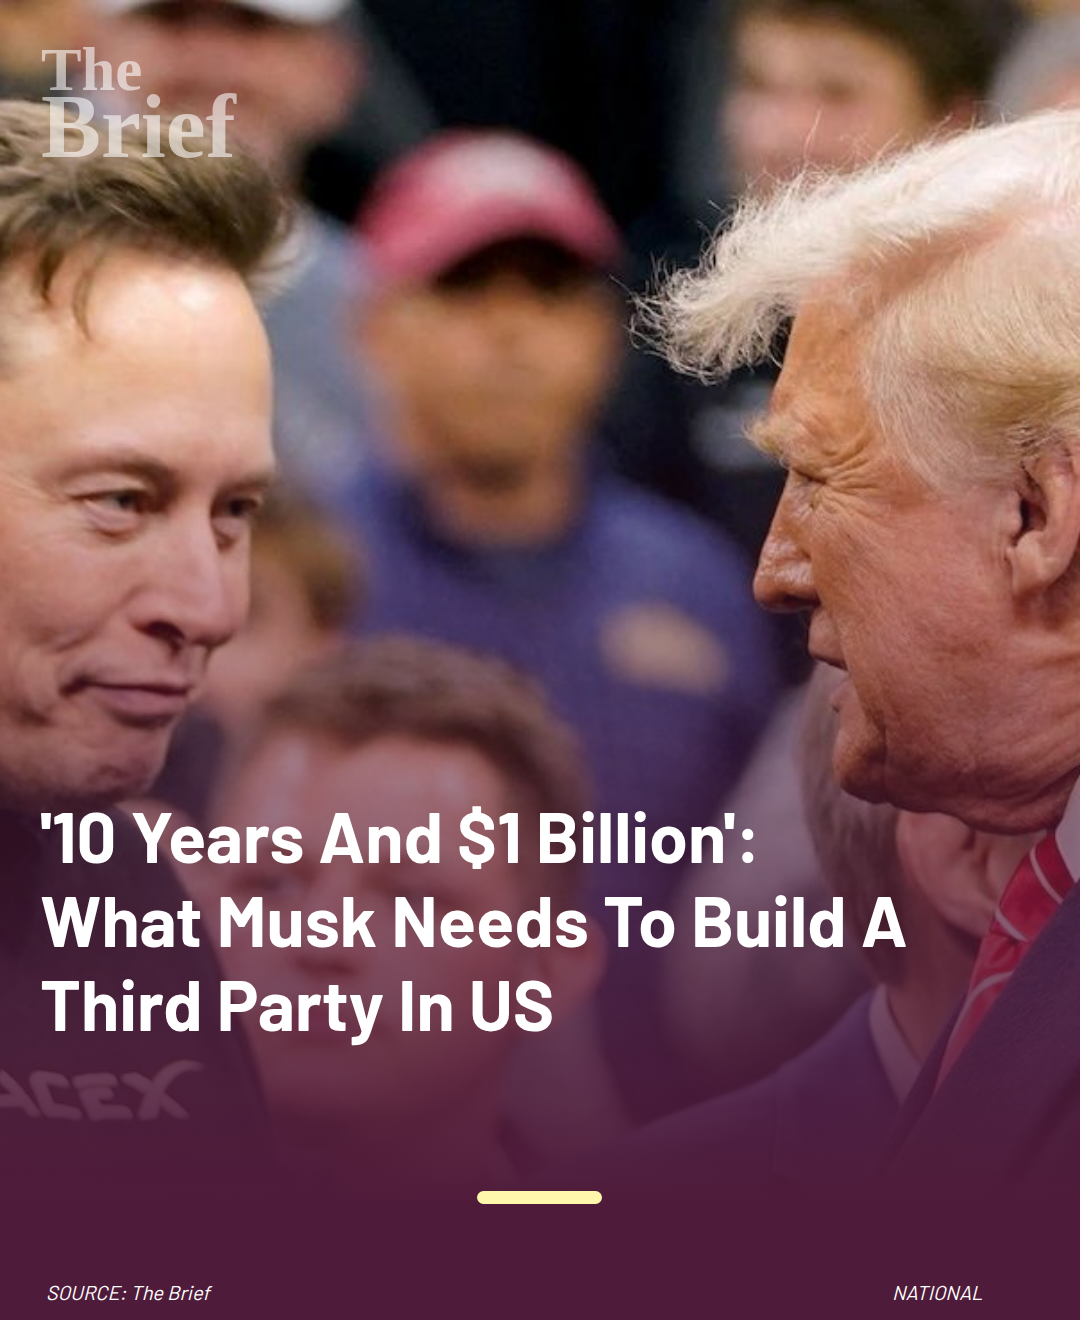 The
Brief
'10 Years And $1 Billion':
What Musk Needs To Build A
Third Party In US
ACEX
SOURCE: The Brief
NATIONAL